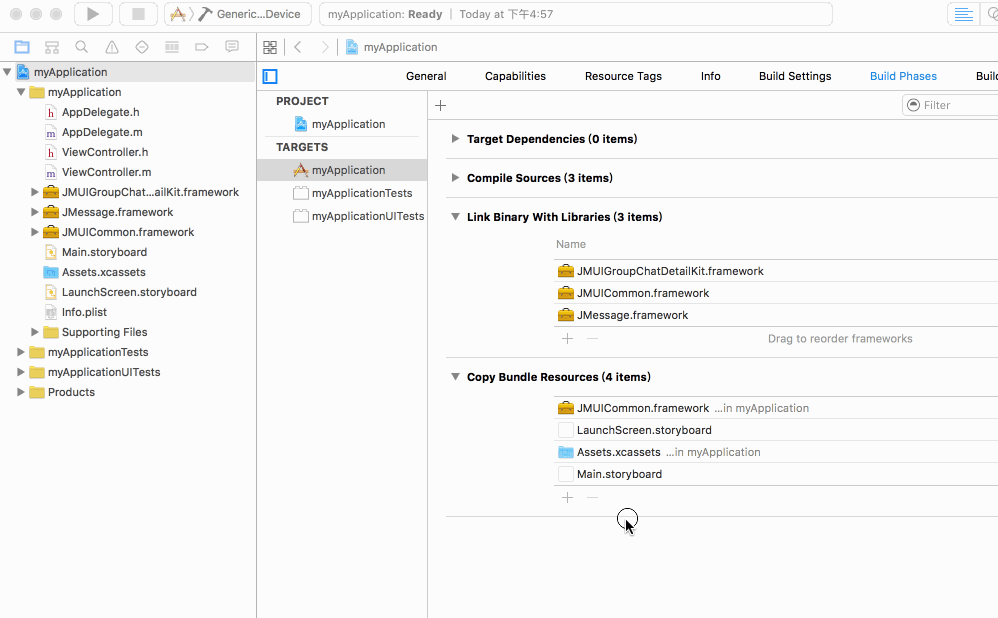 Generic...Device
myApplication: Ready | Today at 下午4:57
myApplication
General Capabilities Resource Tags Info Build Settings Build Phases Buil
Filter
myApplication
myApplication
AppDelegate.h
AppDelegate.m
ViewController.h
ViewController.m
JMUIGroupChat...ailKit.framework
JMessage.framework
JMUICommon.framework
Main.storyboard
Assets.xcassets
LaunchScreen.storyboard
Info.plist
Supporting Files
myApplicationTests
myApplicationUITests
Products
PROJECT
myApplication
TARGETS
myApplication
myApplicationTests
myApplicationUITests
Target Dependencies (0 items)
Compile Sources (3 items)
Link Binary With Libraries (3 items)
Name
JMUIGroupChatDetailKit.framework
JMUICommon.framework
JMessage.framework
Drag to reorder frameworks
Copy Bundle Resources (4 items)
JMUICommon.framework ...in myApplication
LaunchScreen.storyboard
Assets.xcassets ...in myApplication
Main.storyboard